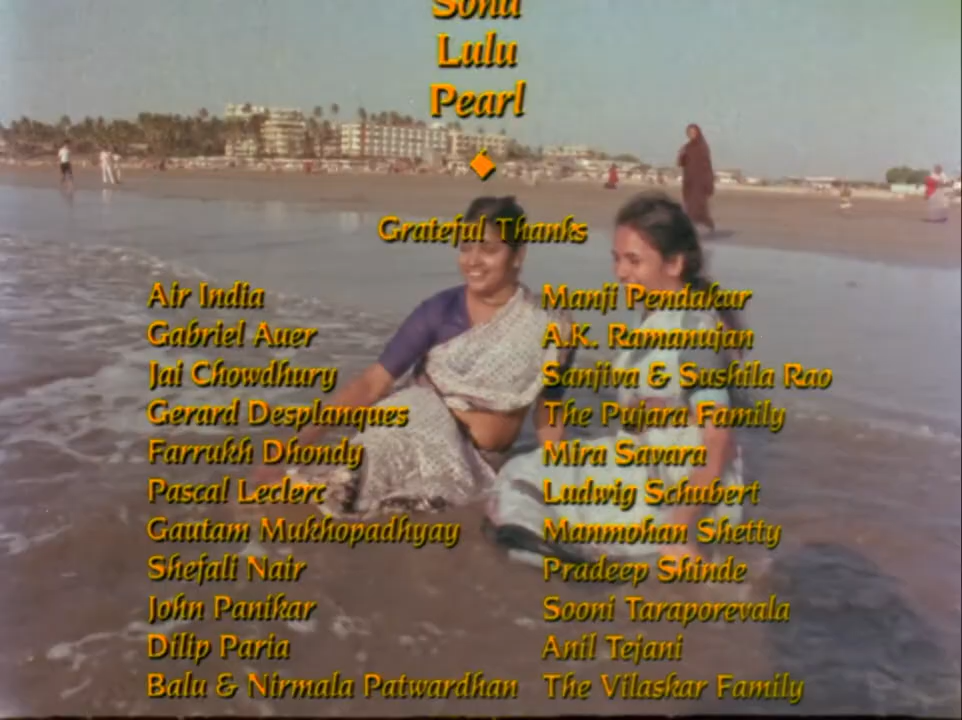 Sona
Lulu
Pearl
Grateful Thanks
Air India
Gabriel Auer
Jai Chowdhury
Gerard Desplanques
Farrukh Dhondy
Pascal Leclerc
Gautam Mukhopadhyay
Shefali Nair
John Panikar
Dilip Paria
Balu & Nirmala Patwardhan
Manji Pendakur
A.K. Ramanujan
Sanjiva & Sushila Rao
The Pujara Family
Mira Savara
Ludwig Schubert
Manmohan Shetty
Pradeep Shinde
Sooni Taraporevala
Anil Tejani
The Vilaskar Family